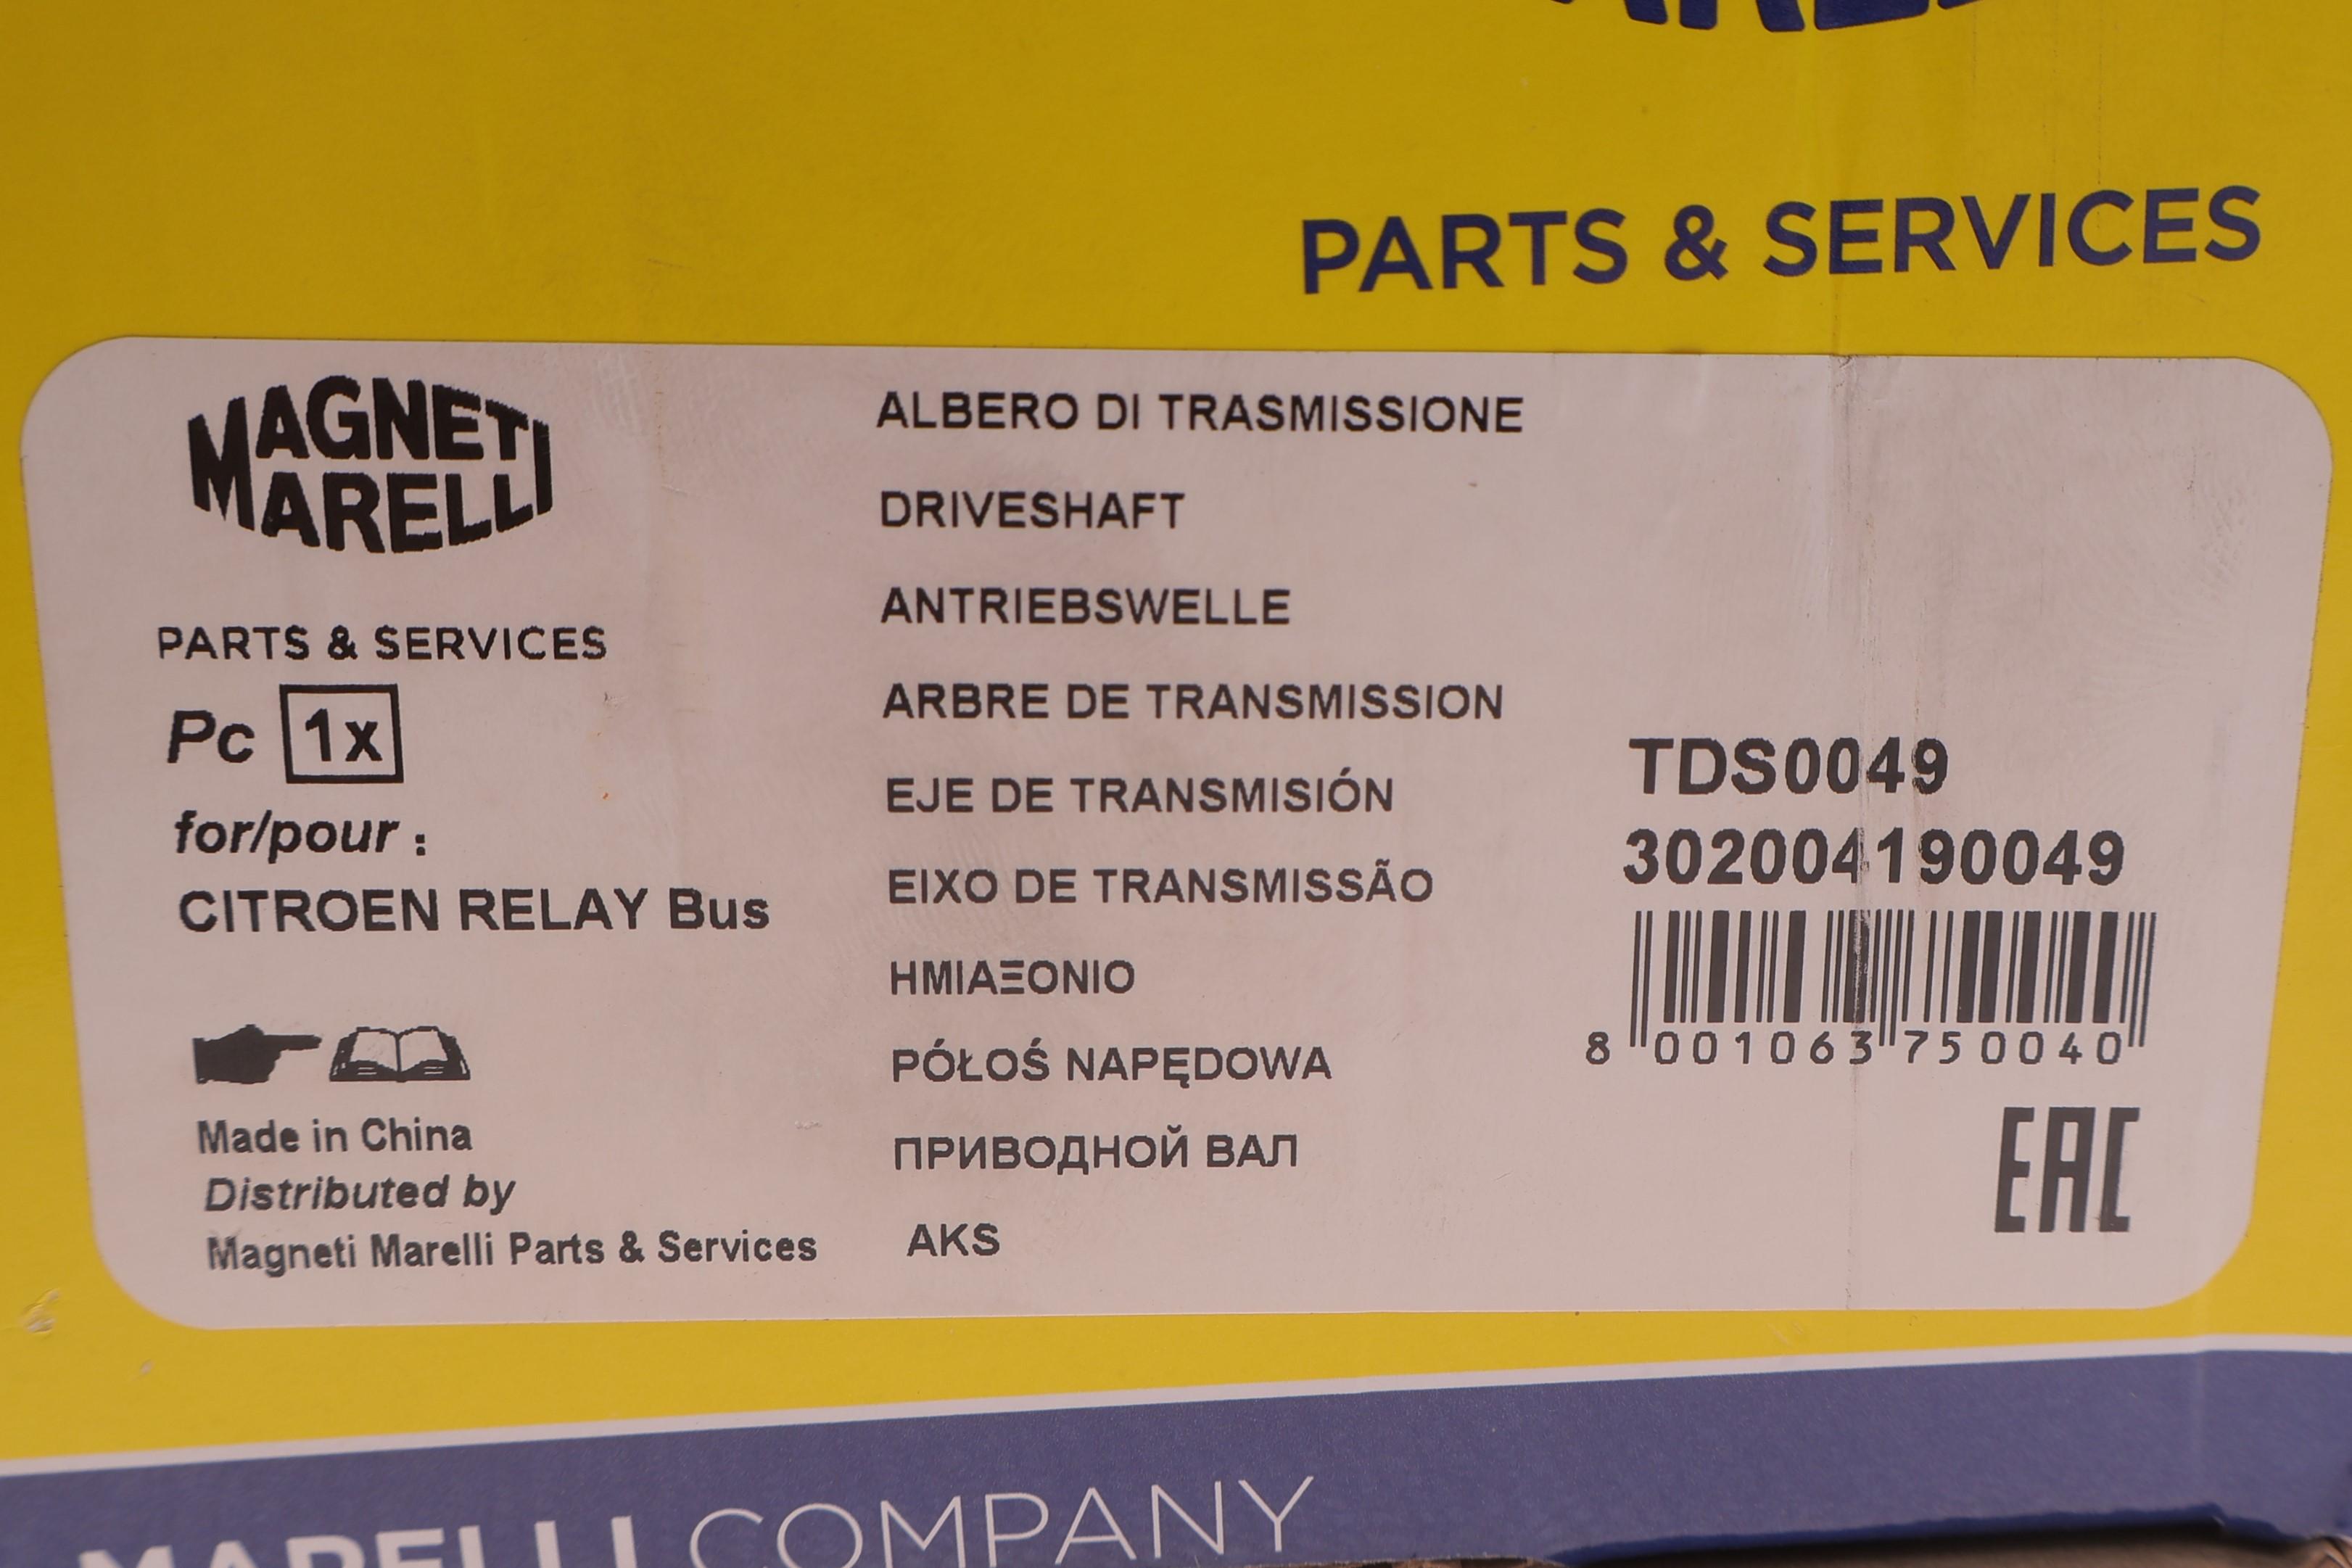 PARTS & SERVICES
MAGNETI
MARELLI
PARTS & SERVICES
Pc 1x
for/pour :
CITROEN RELAY Bus
Made in China
Distributed by
Magneti Marelli Parts & Services
ALBERO DI TRASMISSIONE
DRIVESHAFT
ANTRIEBSWELLE
ARBRE DE TRANSMISSION
EJE DE TRANSMISIÓN
EIXO DE TRANSMISSÃO
ΗΜΙΑΞΟΝΙΟ
PÓŁOŚ NAPĘDOWA
ПРИВОДНОЙ ВАЛ
AKS
TDS0049
302004190049
8 001063 750040
EAC
MARELLI COMPANY